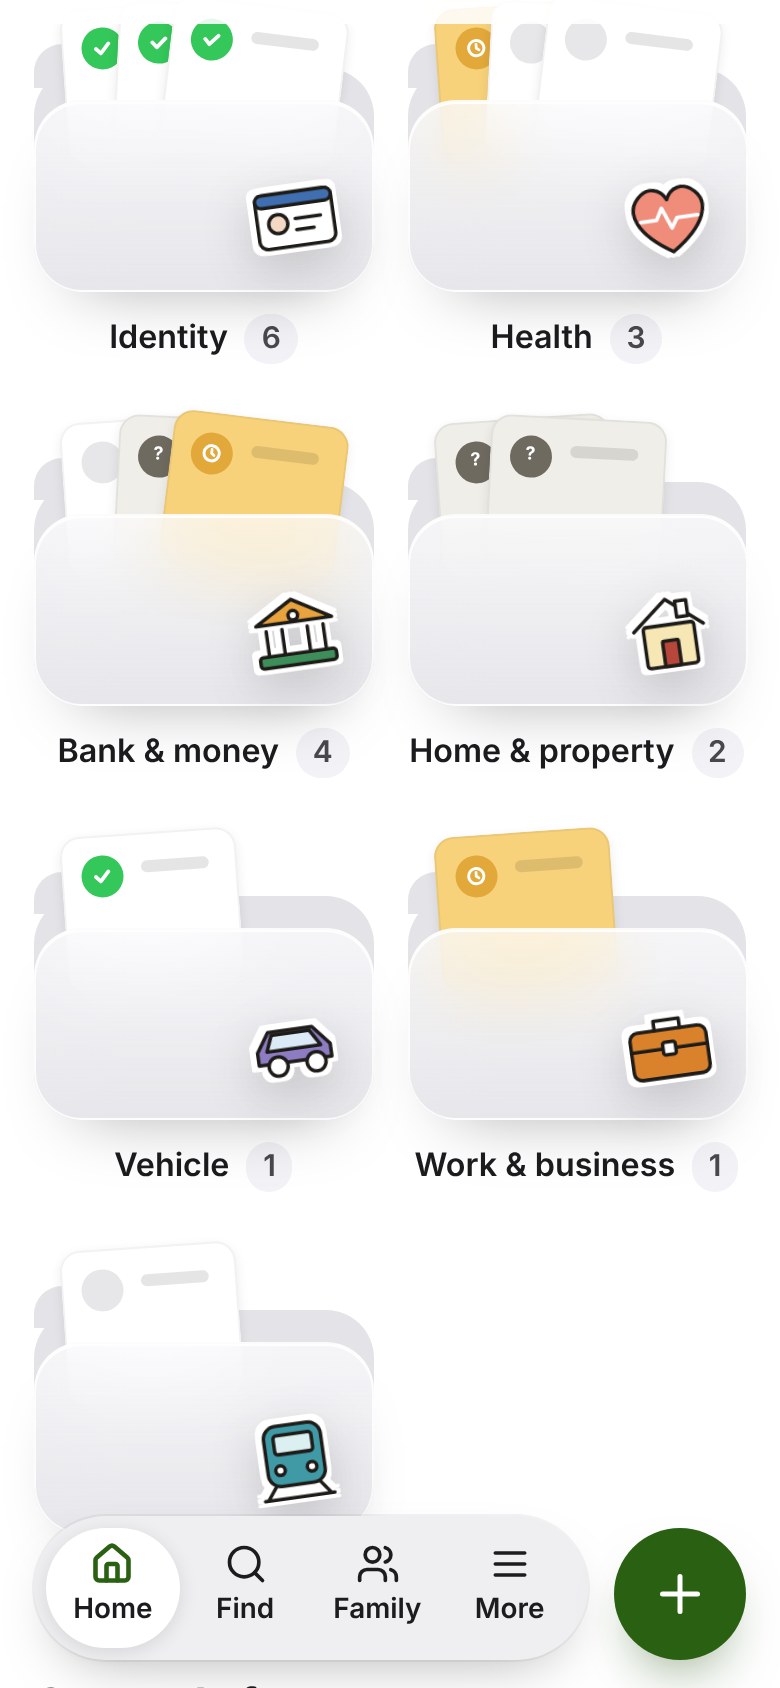 Identity 6
Health 3
?
? ?
Bank & money 4
Home & property 2
Vehicle 1
Work & business 1
Home
Find
Family
More